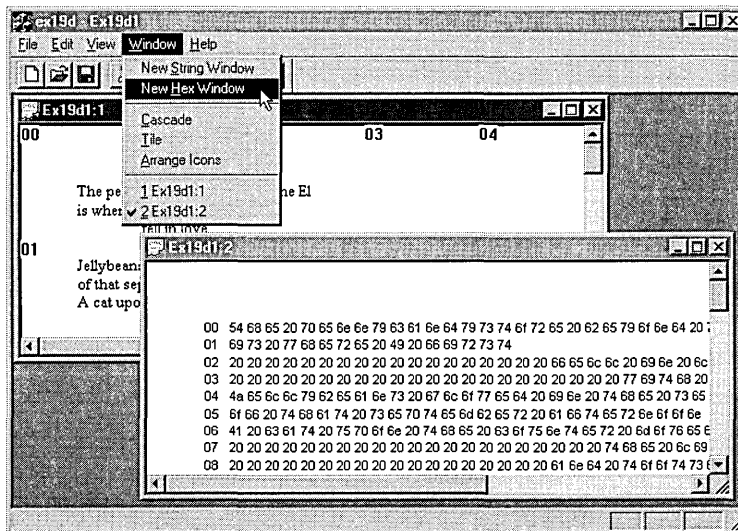 ex19d - Ex19d1
File Edit View Window Help
New String Window
New Hex Window
Cascade
Tile
Arrange Icons
1 Ex19d1:1
✓ 2 Ex19d1:2
Ex19d1:1
00 03 04
The pe ne El
is wher
fell in love
01
Jellybean
of that sep
A cat upo
Ex19d1:2
00 54 68 65 20 70 65 6e 6e 79 63 61 6e 64 79 73 74 6f 72 65 20 62 65 79 6f 6e 64 20
01 69 73 20 77 68 65 72 65 20 49 20 66 69 72 73 74
02 20 20 20 20 20 20 20 20 20 20 20 20 20 20 20 20 20 20 66 65 6c 6c 20 69 6e 20 6c
03 20 20 20 20 20 20 20 20 20 20 20 20 20 20 20 20 20 20 20 20 20 20 77 69 74 68 20
04 4a 65 6c 6c 79 62 65 61 6e 73 20 67 6c 6f 77 65 64 20 69 6e 20 74 68 65 20 73 65
05 6f 66 20 74 68 61 74 20 73 65 70 74 65 6d 62 65 72 20 61 66 74 65 72 6e 6f 6f 6e
06 41 20 63 61 74 20 75 70 6f 6e 20 74 68 65 20 63 6f 75 6e 74 65 72 20 6d 6f 76 65 6
07 20 20 20 20 20 20 20 20 20 20 20 20 20 20 20 20 20 20 20 20 20 74 68 65 20 6c 69
08 20 20 20 20 20 20 20 20 20 20 20 20 20 20 20 20 20 20 61 6e 64 20 74 6f 6f 74 73 6